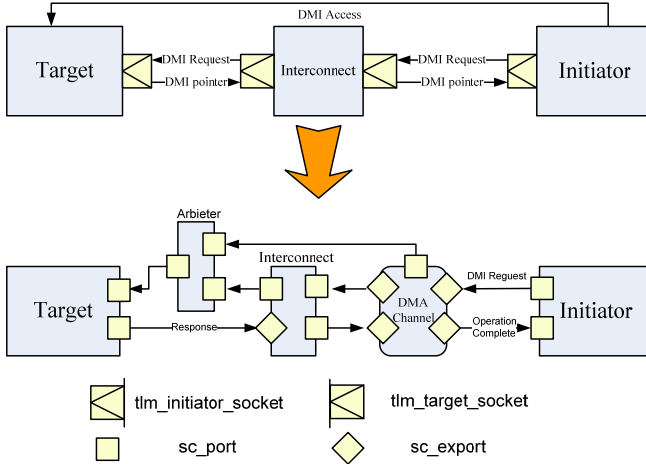 DMI Access
Target
DMI Request
DMI pointer
Interconnect
DMI Request
DMI pointer
Initiator
Arbieter
Interconnect
Target
Response
DMA
Channel
DMI Reguest
Operation
Complete
Initiator
tlm_initiator_socket
tlm_target_socket
sc_port
sc_export